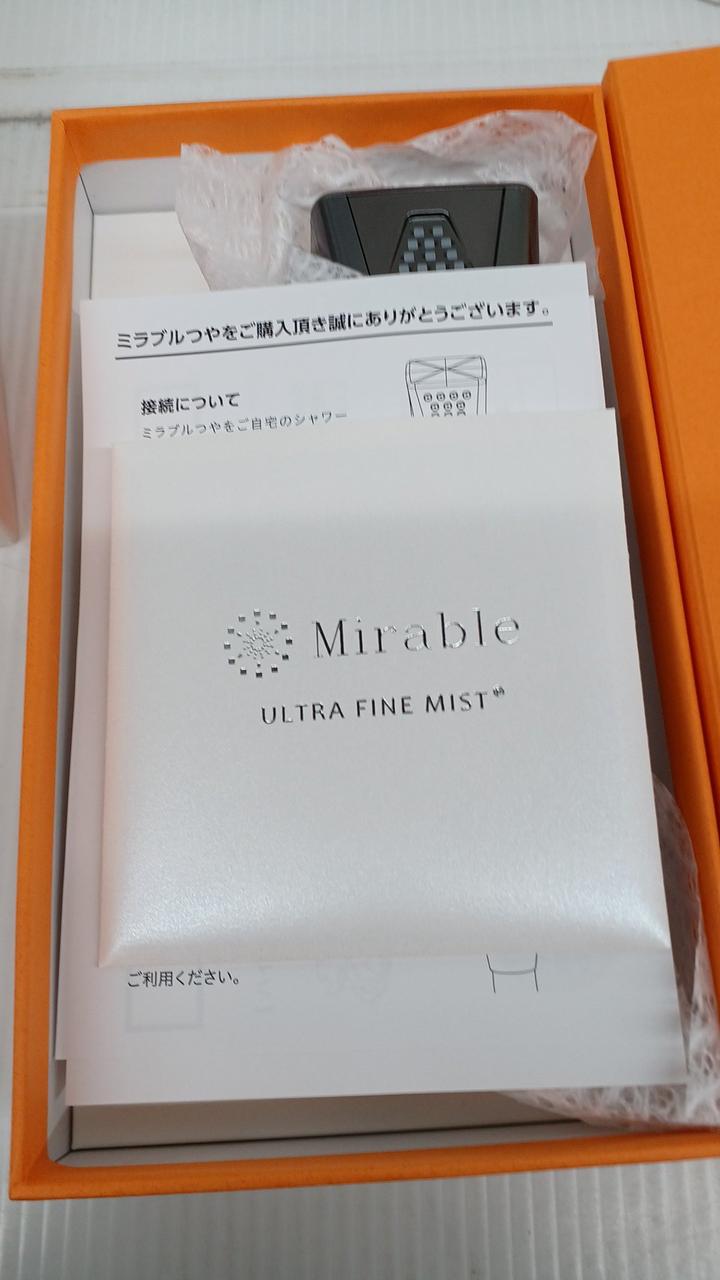 ミラブルつやをご購入頂き誠にありがとうございます。
接続について
ミラブルつやをご自宅のシャワー
Mirable
ULTRA FINE MIST
ご利用ください。